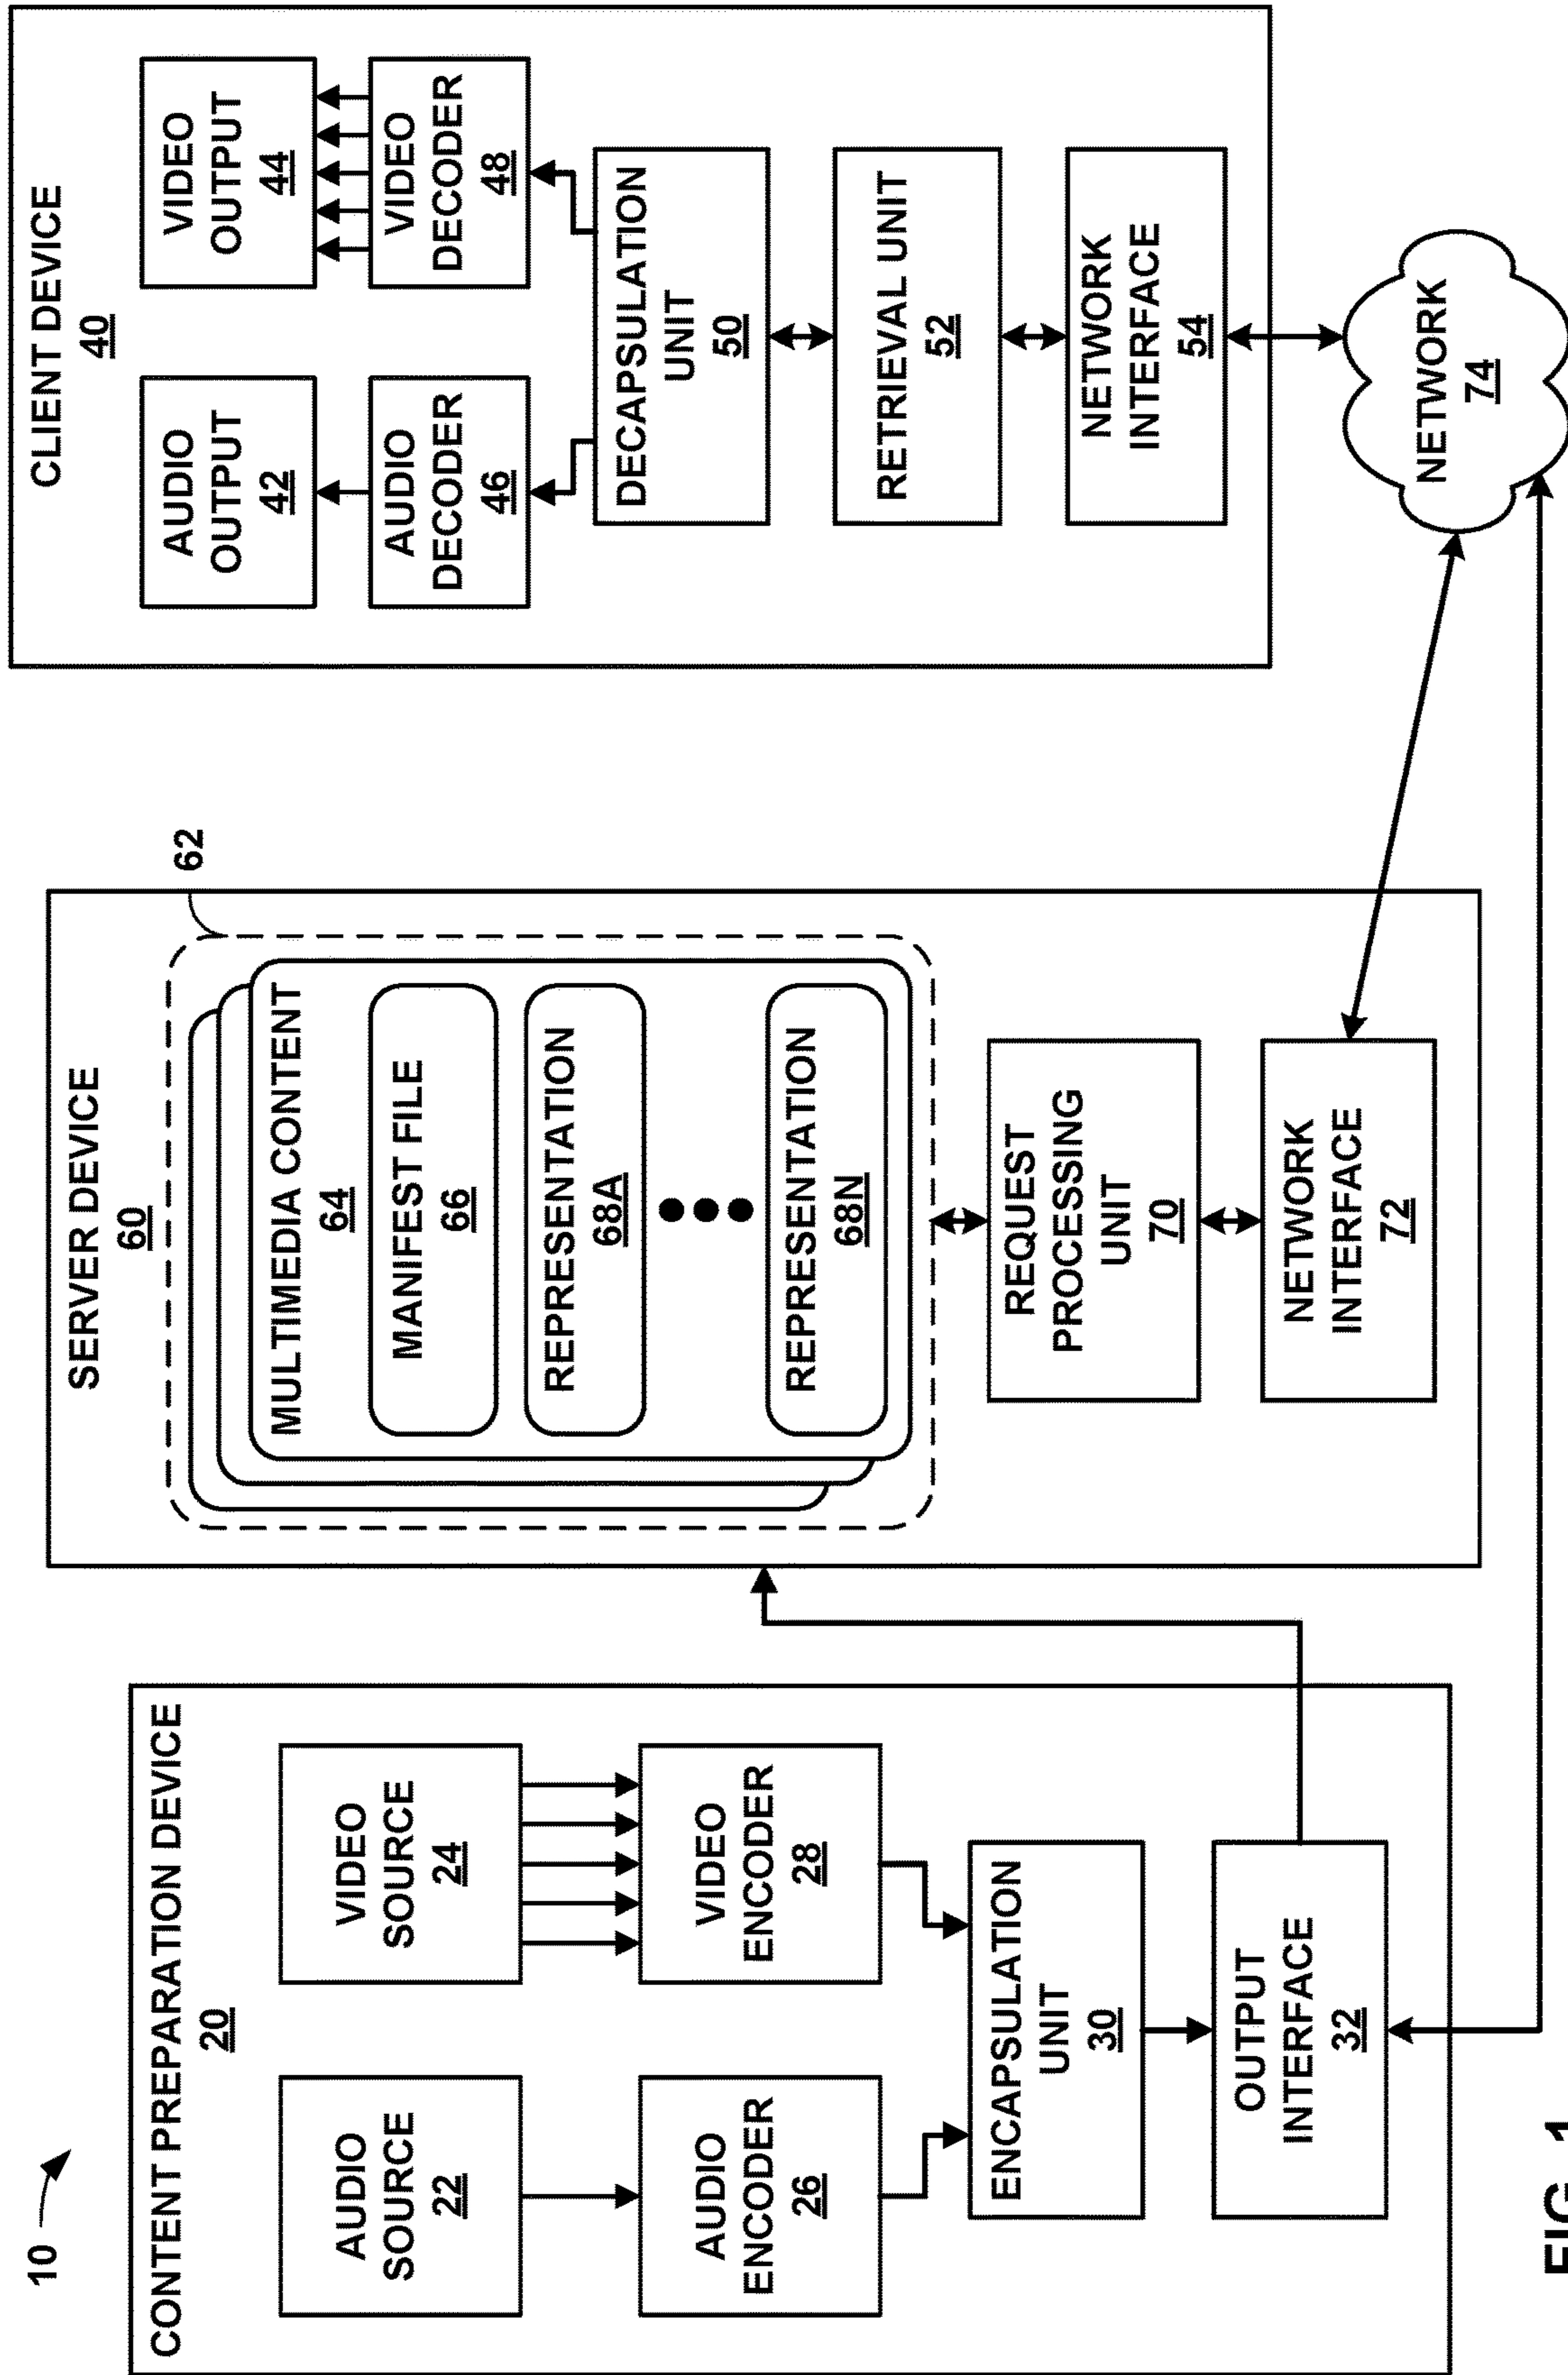 10
CONTENT PREPARATION DEVICE
20
AUDIO
SOURCE
22
VIDEO
SOURCE
24
AUDIO
ENCODER
26
VIDEO
ENCODER
28
ENCAPSULATION
UNIT
30
OUTPUT
INTERFACE
32
SERVER DEVICE
60
62
MULTIMEDIA CONTENT
64
MANIFEST FILE
66
REPRESENTATION
68A
REPRESENTATION
68N
REQUEST
PROCESSING
UNIT
70
NETWORK
INTERFACE
72
CLIENT DEVICE
40
AUDIO
OUTPUT
42
VIDEO
OUTPUT
44
AUDIO
DECODER
46
VIDEO
DECODER
48
DECAPSULATION
UNIT
50
RETRIEVAL UNIT
52
NETWORK
INTERFACE
54
NETWORK
74
FIG. 1